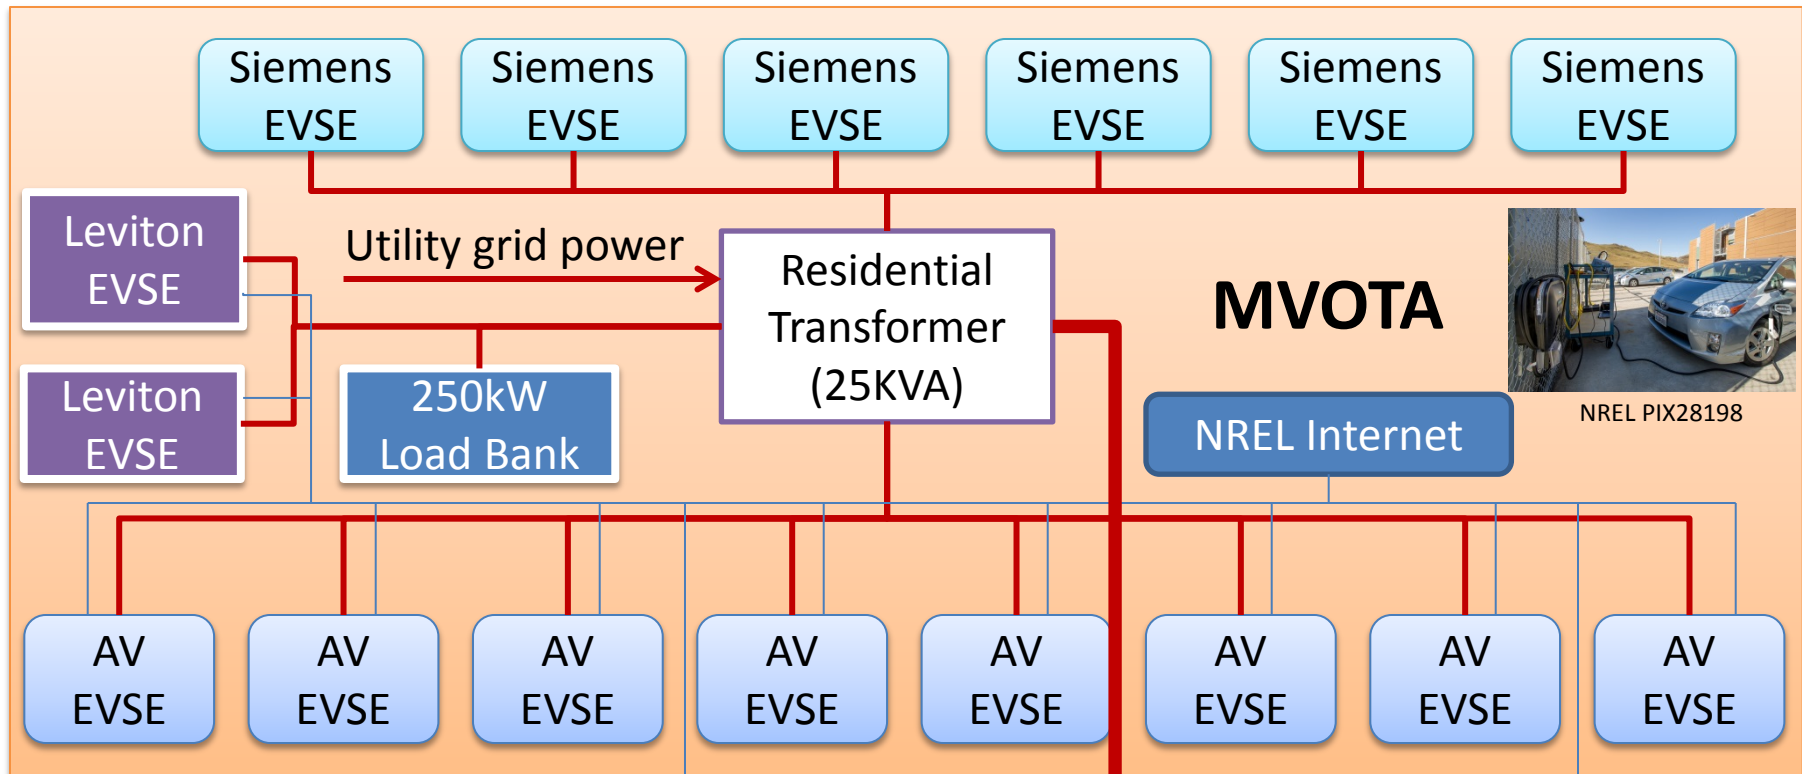 Siemens
EVSE
Siemens
EVSE
Siemens
EVSE
Siemens
EVSE
Siemens
EVSE
Siemens
EVSE
Leviton
EVSE
Utility grid power
Residential
Transformer
(25KVA)
MVOTA
NREL PIX28198
Leviton
EVSE
250kW
Load Bank
NREL Internet
AV
EVSE
AV
EVSE
AV
EVSE
AV
EVSE
AV
EVSE
AV
EVSE
AV
EVSE
AV
EVSE